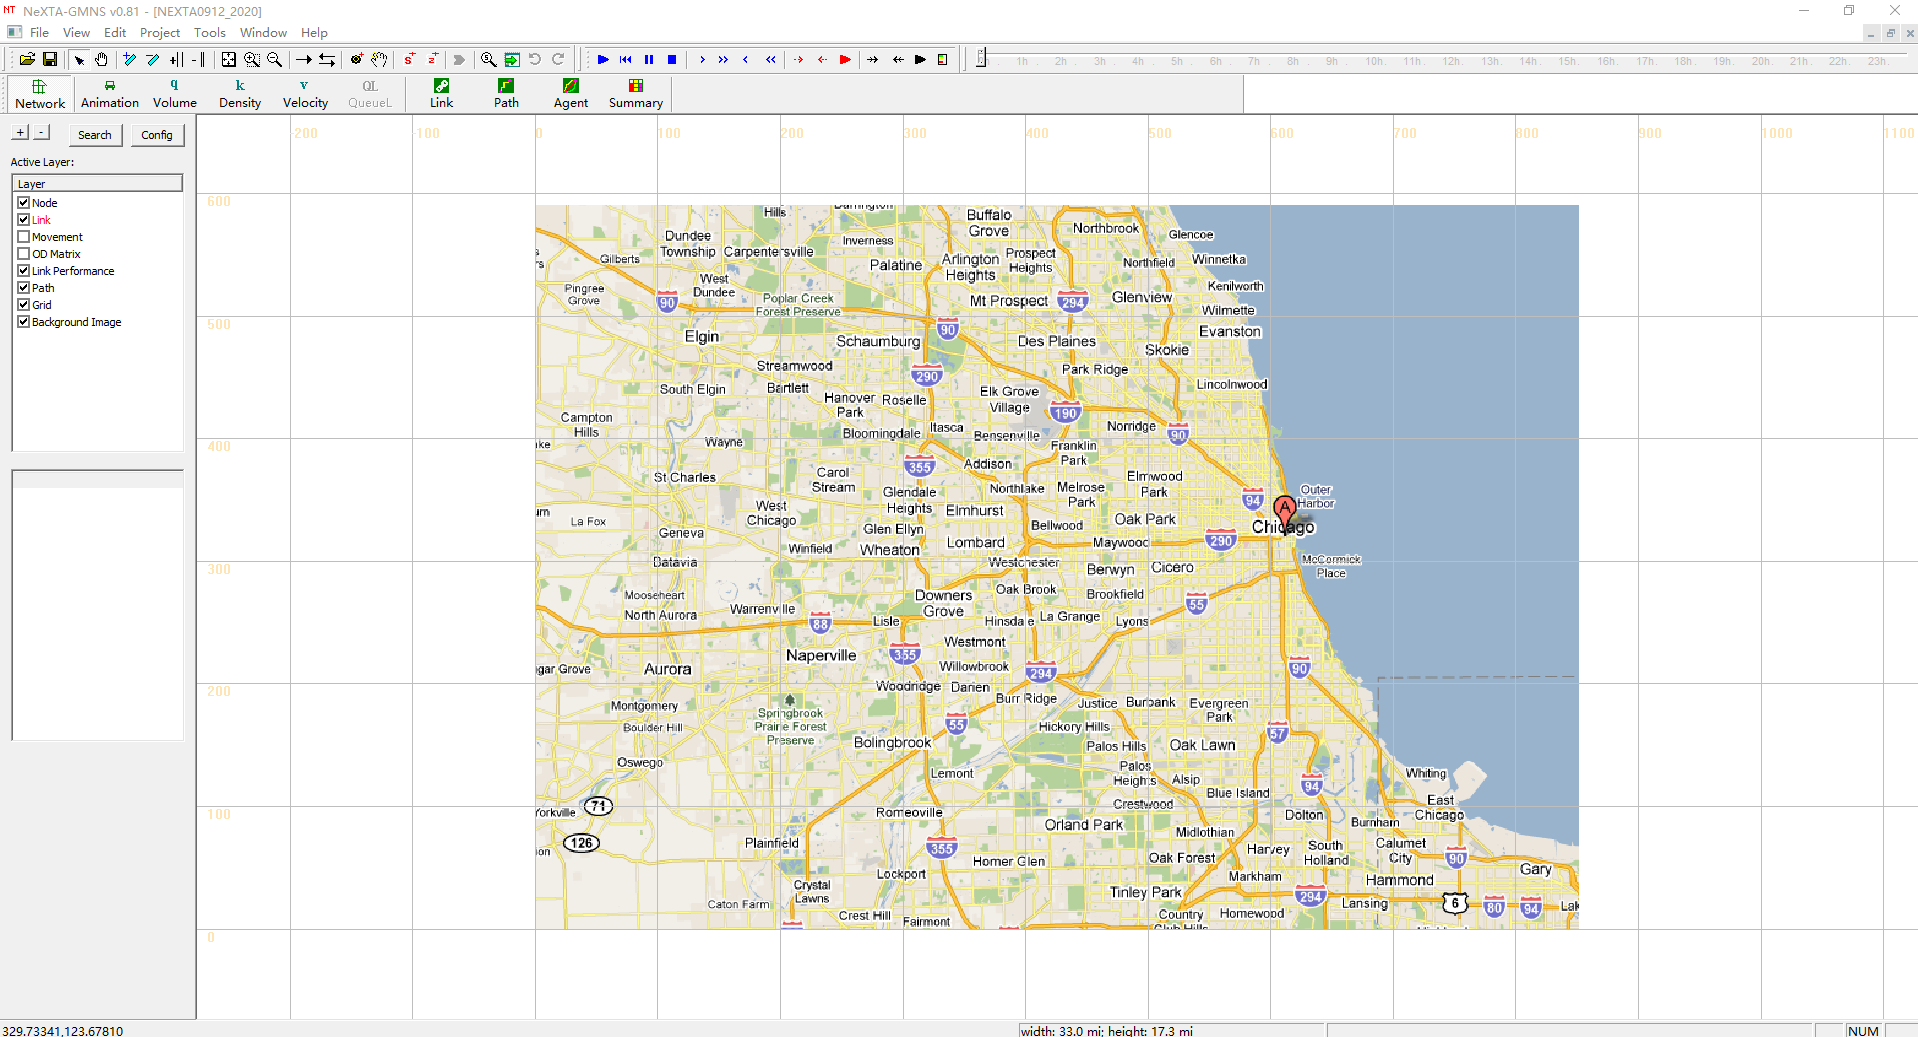 NeXTA-GMNS v0.81 - [NEXTA0912_2020]
File View Edit Project Tools Window Help
1h. 2h. 3h. 4h. 5h. 6h. 7h. 8h. 9h. 10h. 11h. 12h. 13h. 14h. 15h. 16h. 17h. 18h. 19h. 20h. 21h. 22h. 23h.
Network Animation Volume Density Velocity QueueL Link Path Agent Summary
+ - Search Config
Active Layer:
Layer
Node
Link
Movement
OD Matrix
Link Performance
Path
Grid
Background Image
-200 -100 0 100 200 300 400 500 600 700 800 900 1000 1100
600
500
400
300
200
100
0
Hills
Buffalo Grove
Northbrook
Glencoe
Dundee Township
Carpentersville
Inverness
Gilberts
Palatine
Arlington Heights
Prospect Heights
Northfield
Winnetka
West Dundee
Pingree Grove
Kenilworth
90
Poplar Creek Forest Preserve
Mt Prospect
294
Glenview
Wilmette
Elgin
90
Schaumburg
Des Plaines
Evanston
Skokie
Streamwood
290
Park Ridge
South Elgin
Bartlett
Hanover Park
Roselle
Elk Grove Village
Lincolnwood
Campton Hills
190
Itasca
Bloomingdale
Bensenville
Norridge
90
Wayne
Franklin Park
St Charles
Carol Stream
355
Addison
Elmwood Park
Northlake
Melrose Park
Glendale Heights
94
Outer Harbor
A
Chicago
West Chicago
La Fox
Elmhurst
Bellwood
Oak Park
Geneva
Glen Ellyn
Lombard
Maywood
290
Winfield
Wheaton
Batavia
Westchester
Berwyn
Cicero
McCormick Place
Mooseheart
Downers Grove
Oak Brook
Brookfield
55
North Aurora
Warrenville
88
Lisle
Hinsdale
La Grange
Lyons
Naperville
355
Westmont
Willowbrook
294
90
Aurora
Woodridge
Darien
Burr Ridge
Justice
Burbank
Evergreen Park
Montgomery
Boulder Hill
Springbrook Prairie Forest Preserve
55
Hickory Hills
57
Bolingbrook
Palos Hills
Oak Lawn
Oswego
Lemont
Palos Heights
Alsip
94
Whiting
Blue Island
East Chicago
71
Romeoville
Crestwood
Dolton
Burnham
Orland Park
Midlothian
126
Plainfield
355
Homer Glen
Oak Forest
Harvey
South Holland
Calumet City
90
Gary
Lockport
Markham
Hammond
Crystal Lawns
Tinley Park
294
Lansing
6
80
94
Caton Farm
Crest Hill
Fairmont
Country
Homewood
329.73341,123.67810
width: 33.0 mi; height: 17.3 mi
NUM